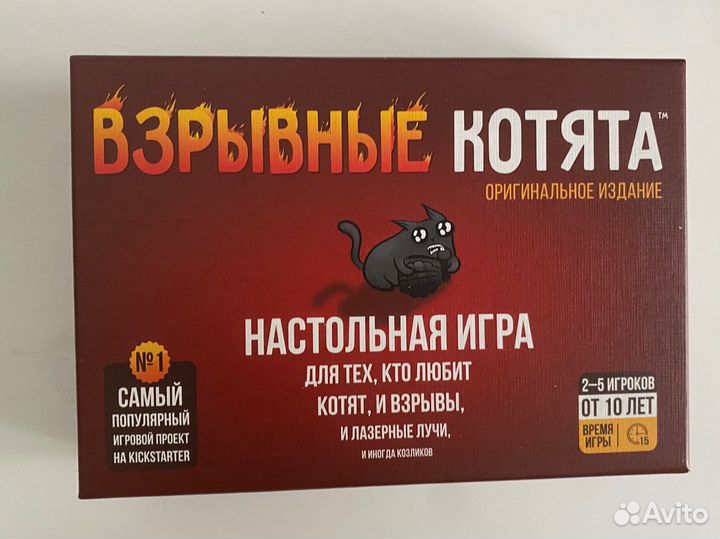 ВЗРЫВНЫЕ КОТЯТА™
ОРИГИНАЛЬНОЕ ИЗДАНИЕ
НАСТОЛЬНАЯ ИГРА
ДЛЯ ТЕХ, КТО ЛЮБИТ
КОТЯТ, И ВЗРЫВЫ,
И ЛАЗЕРНЫЕ ЛУЧИ,
И ИНОГДА КОЗЛИКОВ
№1
САМЫЙ
ПОПУЛЯРНЫЙ
ИГРОВОЙ ПРОЕКТ
НА KICKSTARTER
2–5 ИГРОКОВ
ОТ 10 ЛЕТ
ВРЕМЯ
ИГРЫ
15
Avito